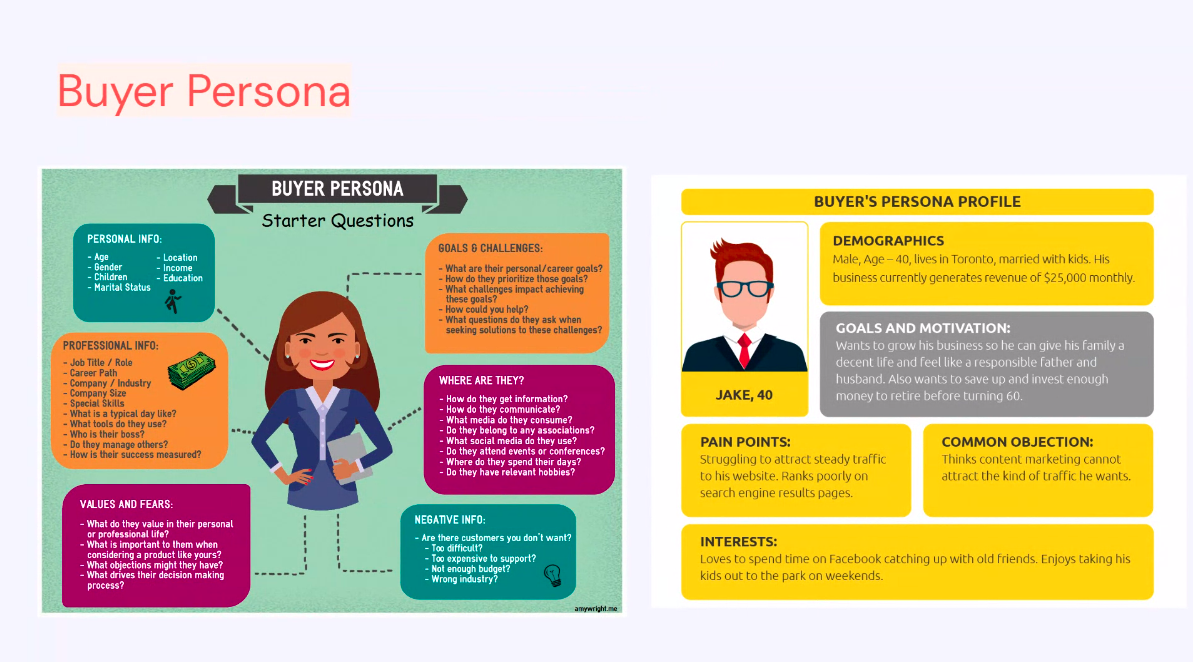 Buyer Persona
BUYER PERSONA
Starter Questions
PERSONAL INFO:
- Age
- Gender
- Children
- Marital Status
- Location
- Income
- Education
GOALS & CHALLENGES:
- What are their personal/career goals?
- How do they prioritize those goals?
- What challenges impact achieving
these goals?
- How could you help?
- What questions do they ask when
seeking solutions to these challenges?
PROFESSIONAL INFO:
- Job Title / Role
- Career Path
- Company / Industry
- Company Size
- Special Skills
- What is a typical day like?
- What tools do they use?
- Who is their boss?
- Do they manage others?
- How is their success measured?
WHERE ARE THEY?
- How do they get information?
- How do they communicate?
- What media do they consume?
- Do they belong to any associations?
- What social media do they use?
- Do they attend events or conferences?
- Where do they spend their days?
- Do they have relevant hobbies?
VALUES AND FEARS:
- What do they value in their personal
or professional life?
- What is important to them when
considering a product like yours?
- What objections might they have?
- What drives their decision making
process?
NEGATIVE INFO:
- Are there customers you don't want?
- Too difficult?
- Too expensive to support?
- Not enough budget?
- Wrong industry?
amywright.me
BUYER'S PERSONA PROFILE
JAKE, 40
DEMOGRAPHICS
Male, Age – 40, lives in Toronto, married with kids. His
business currently generates revenue of $25,000 monthly.
GOALS AND MOTIVATION:
Wants to grow his business so he can give his family a
decent life and feel like a responsible father and
husband. Also wants to save up and invest enough
money to retire before turning 60.
PAIN POINTS:
Struggling to attract steady traffic
to his website. Ranks poorly on
search engine results pages.
COMMON OBJECTION:
Thinks content marketing cannot
attract the kind of traffic he wants.
INTERESTS:
Loves to spend time on Facebook catching up with old friends. Enjoys taking his
kids out to the park on weekends.